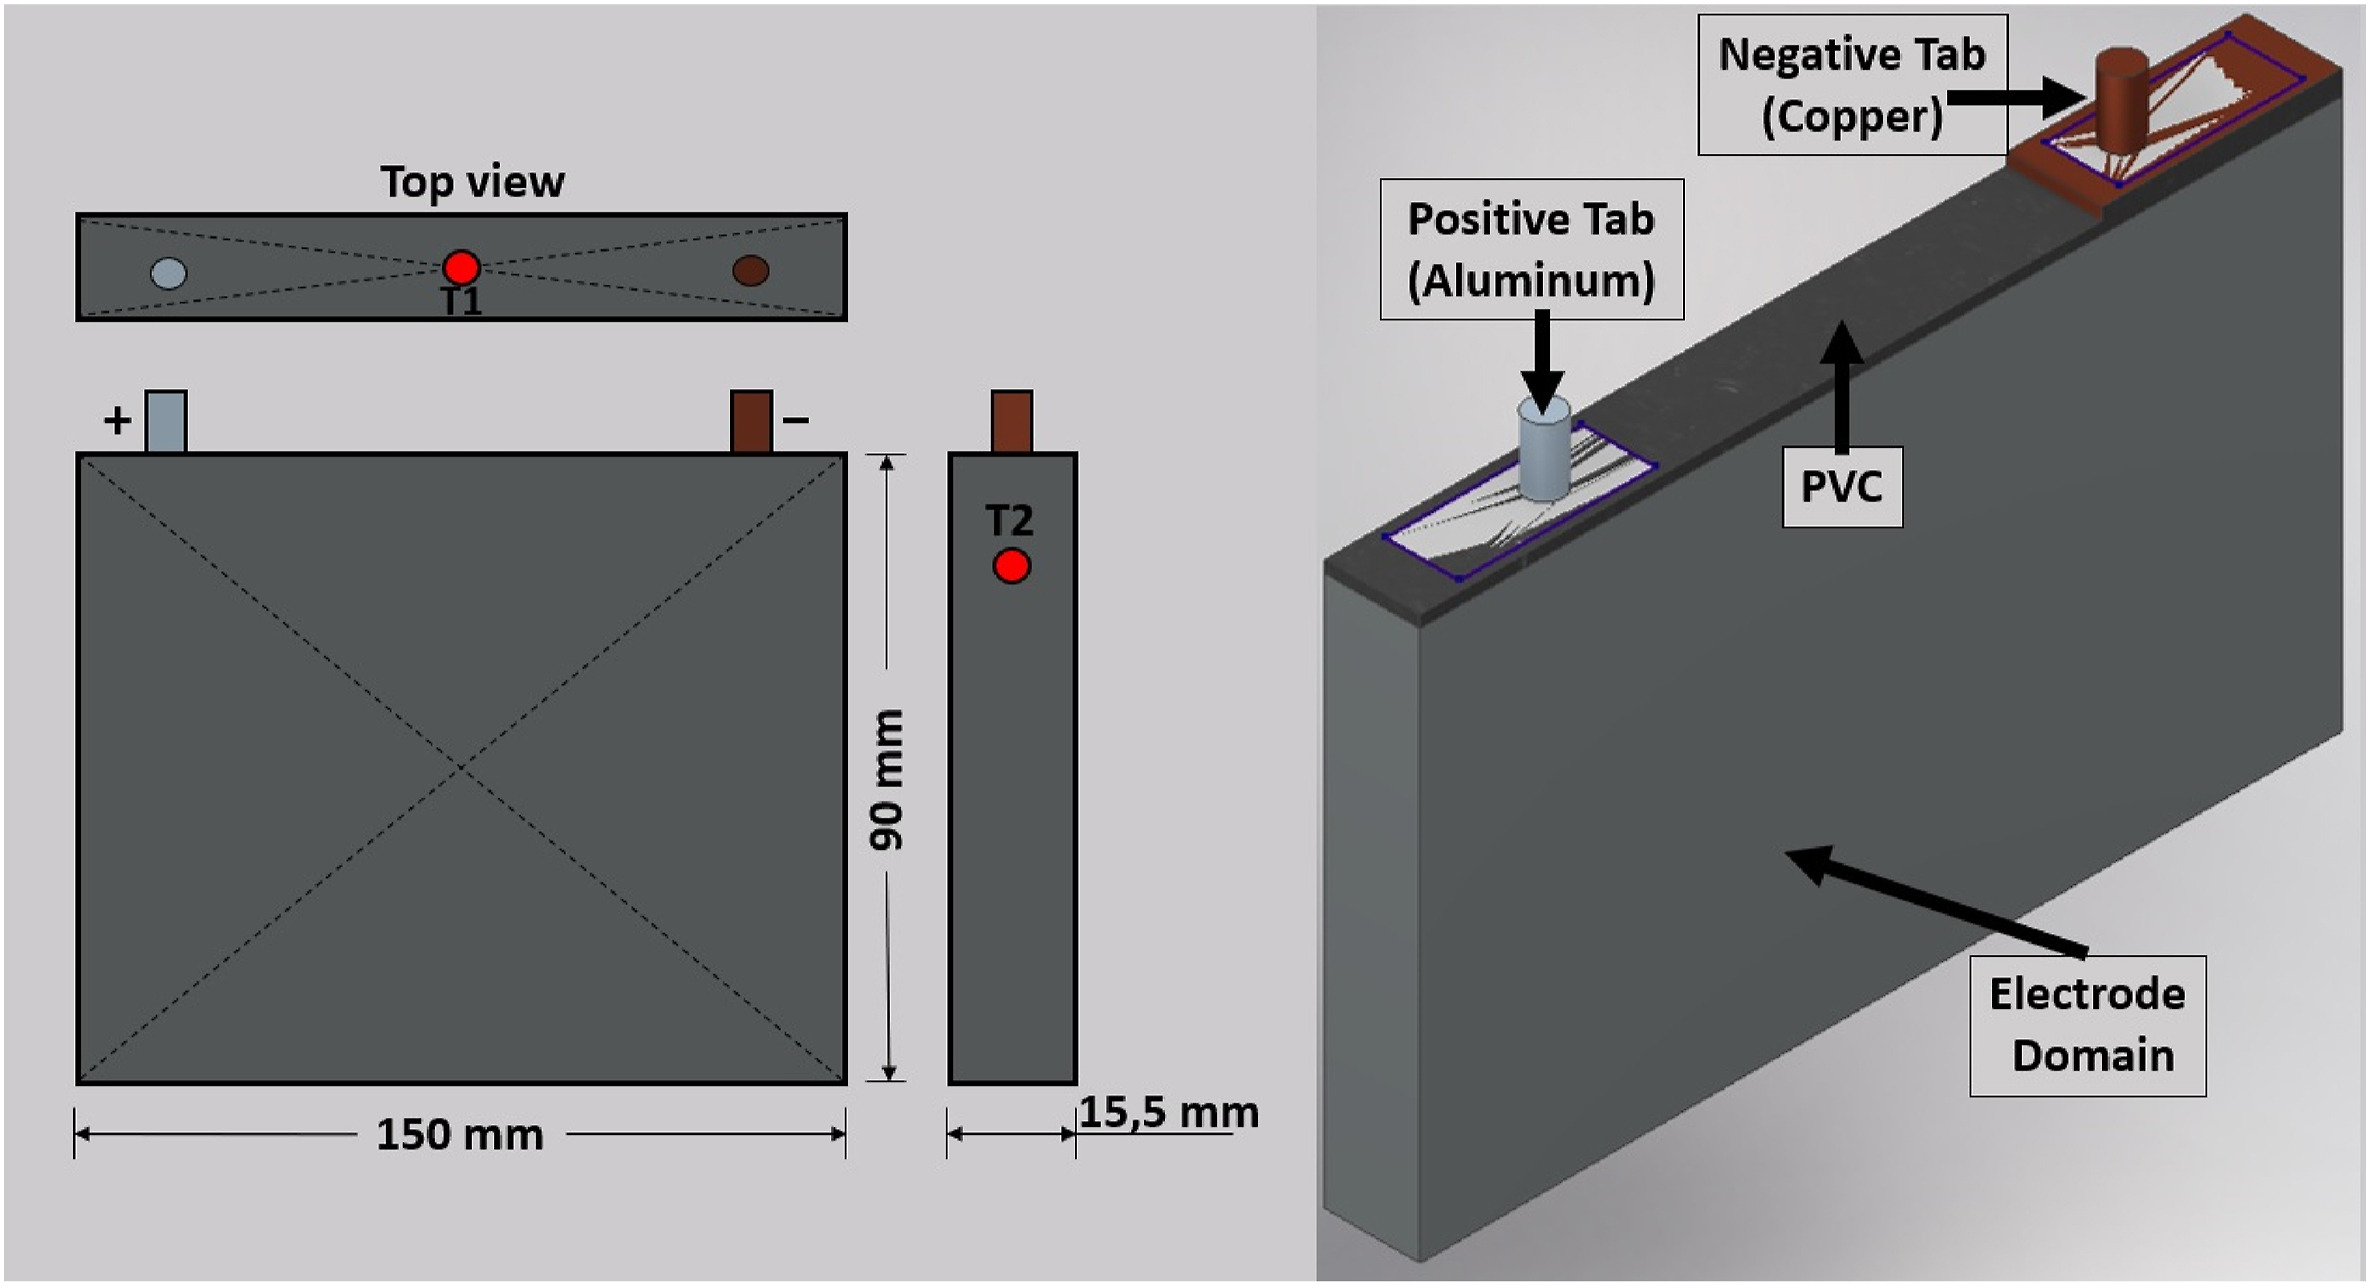 Top view
T1
+
–
T2
90 mm
150 mm
15,5 mm
Negative Tab
(Copper)
Positive Tab
(Aluminum)
PVC
Electrode
Domain